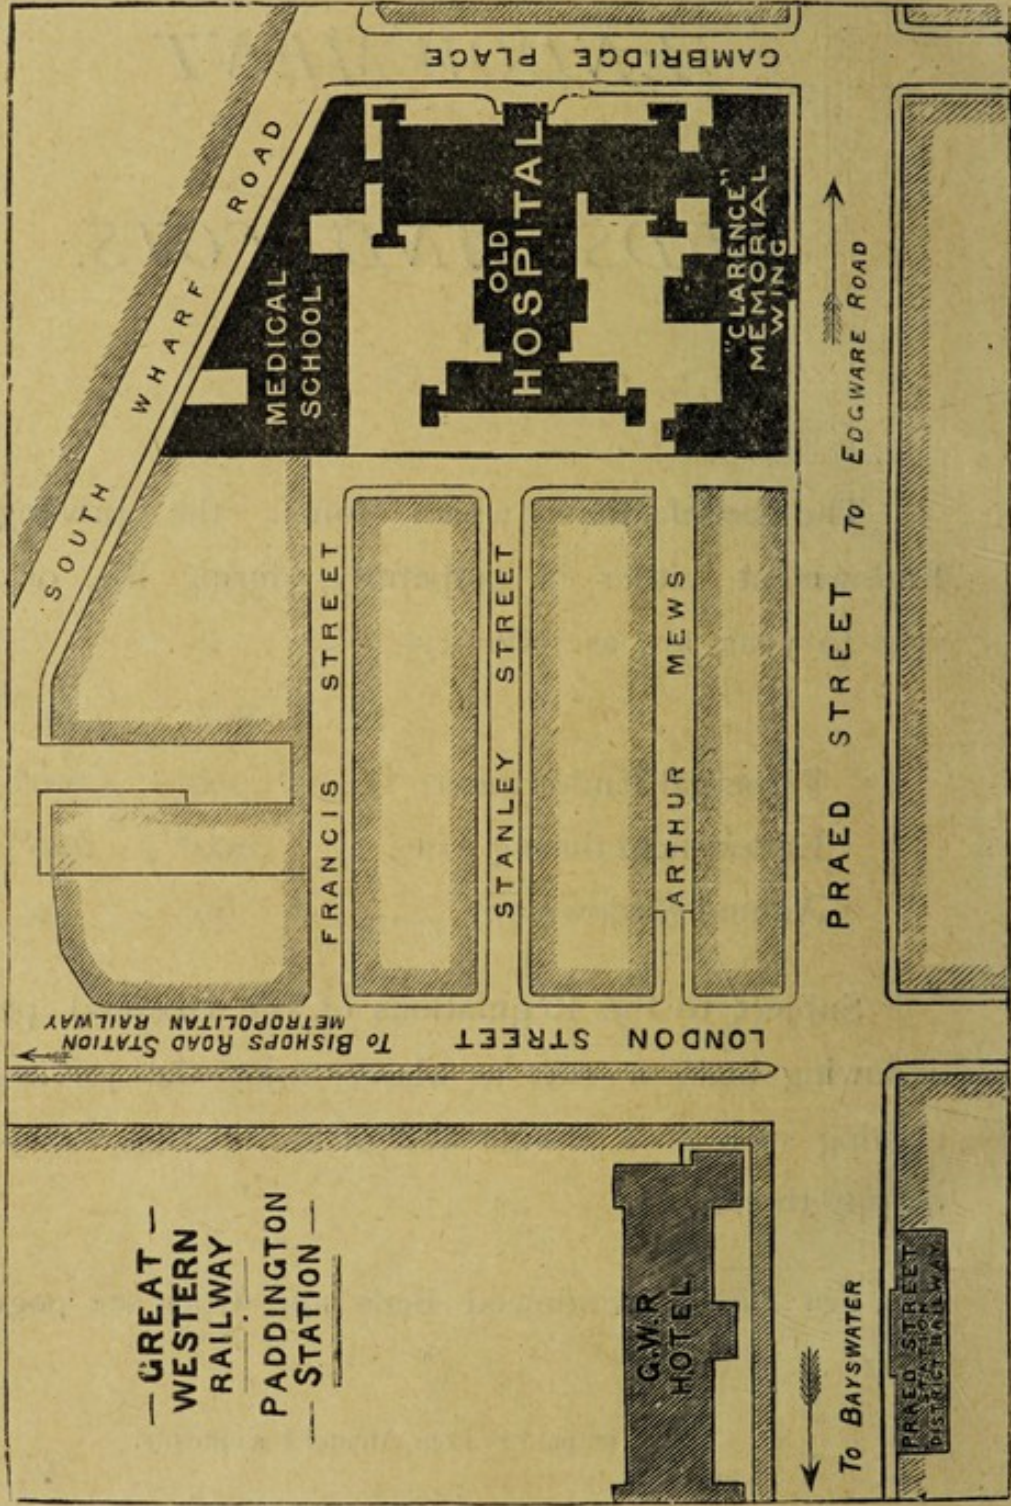 CAMBRIDGE PLACE
SOUTH WHARF ROAD
MEDICAL
SCHOOL
OLD
HOSPITAL
"CLARENCE"
MEMORIAL
WING
FRANCIS STREET
STANLEY STREET
ARTHUR MEWS
PRAED STREET TO EDGWARE ROAD
LONDON STREET
TO BISHOPS ROAD STATION
METROPOLITAN RAILWAY
GREAT
WESTERN
RAILWAY
PADDINGTON
STATION
G.W.R
HOTEL
TO BAYSWATER
PRAED STREET
STATION
DISTRICT RAILWAY